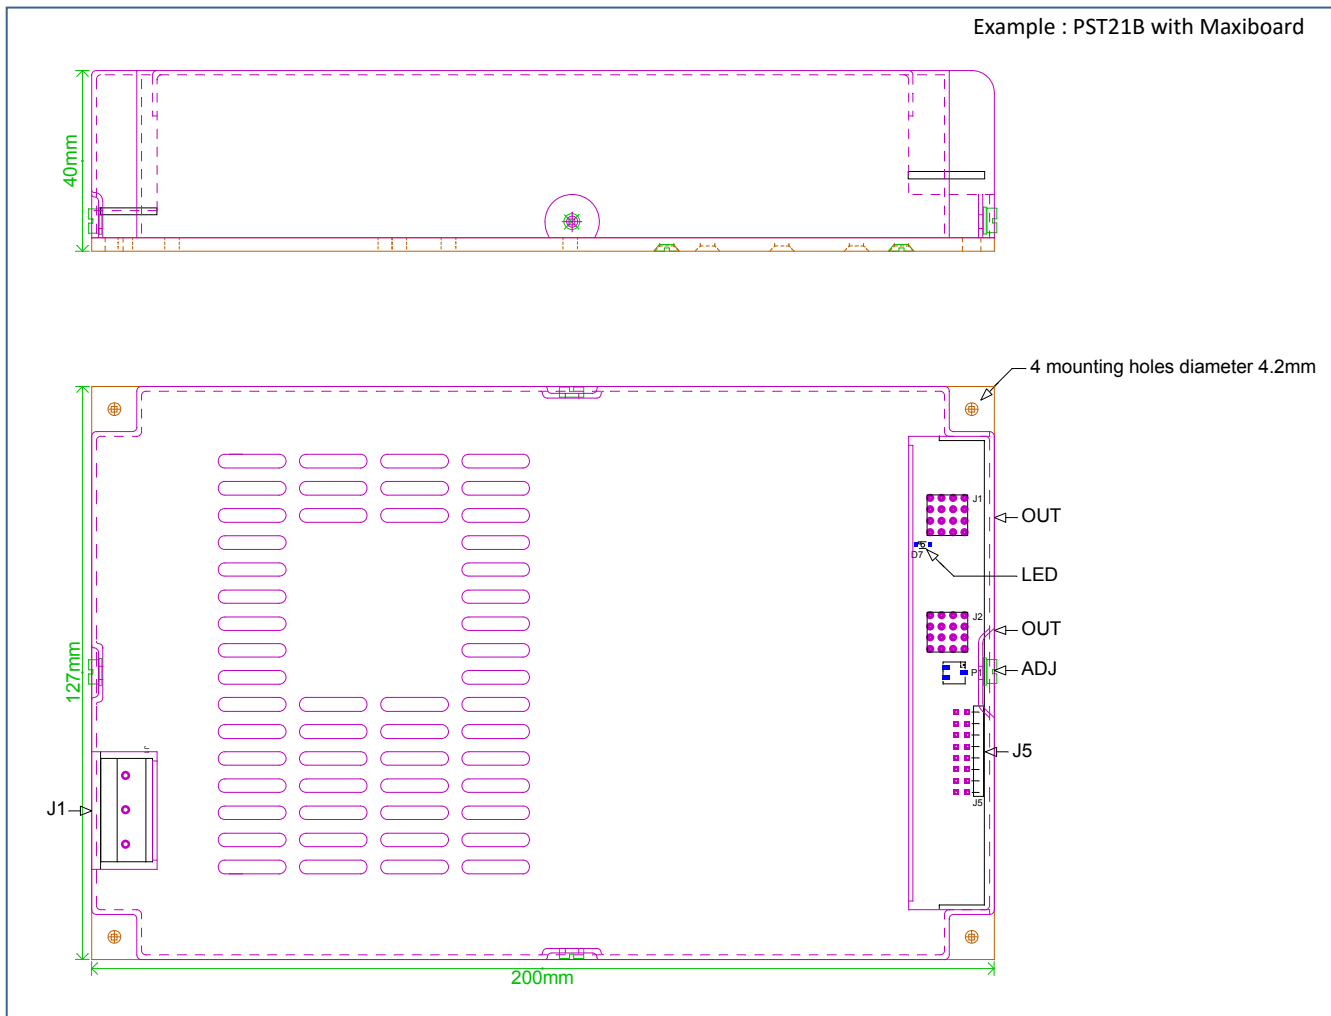 Example : PST21B with Maxiboard
40mm
4 mounting holes diameter 4.2mm
J1
OUT
D7
LED
J2
OUT
P1
ADJ
127mm
J5
J5
J1
200mm